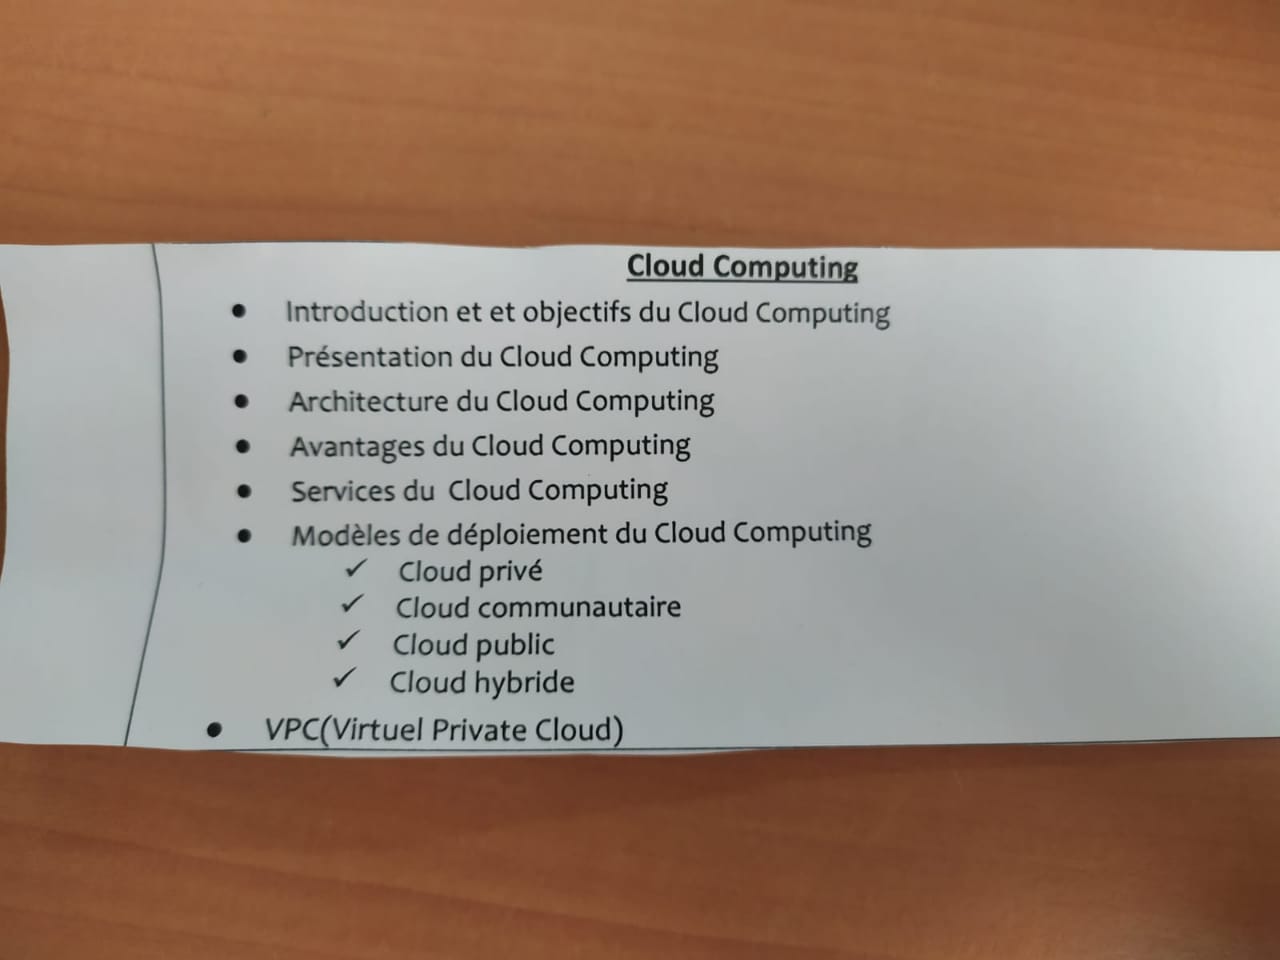 Cloud Computing
• Introduction et et objectifs du Cloud Computing
• Présentation du Cloud Computing
• Architecture du Cloud Computing
• Avantages du Cloud Computing
• Services du Cloud Computing
• Modèles de déploiement du Cloud Computing
✓ Cloud privé
✓ Cloud communautaire
✓ Cloud public
✓ Cloud hybride
• VPC(Virtuel Private Cloud)